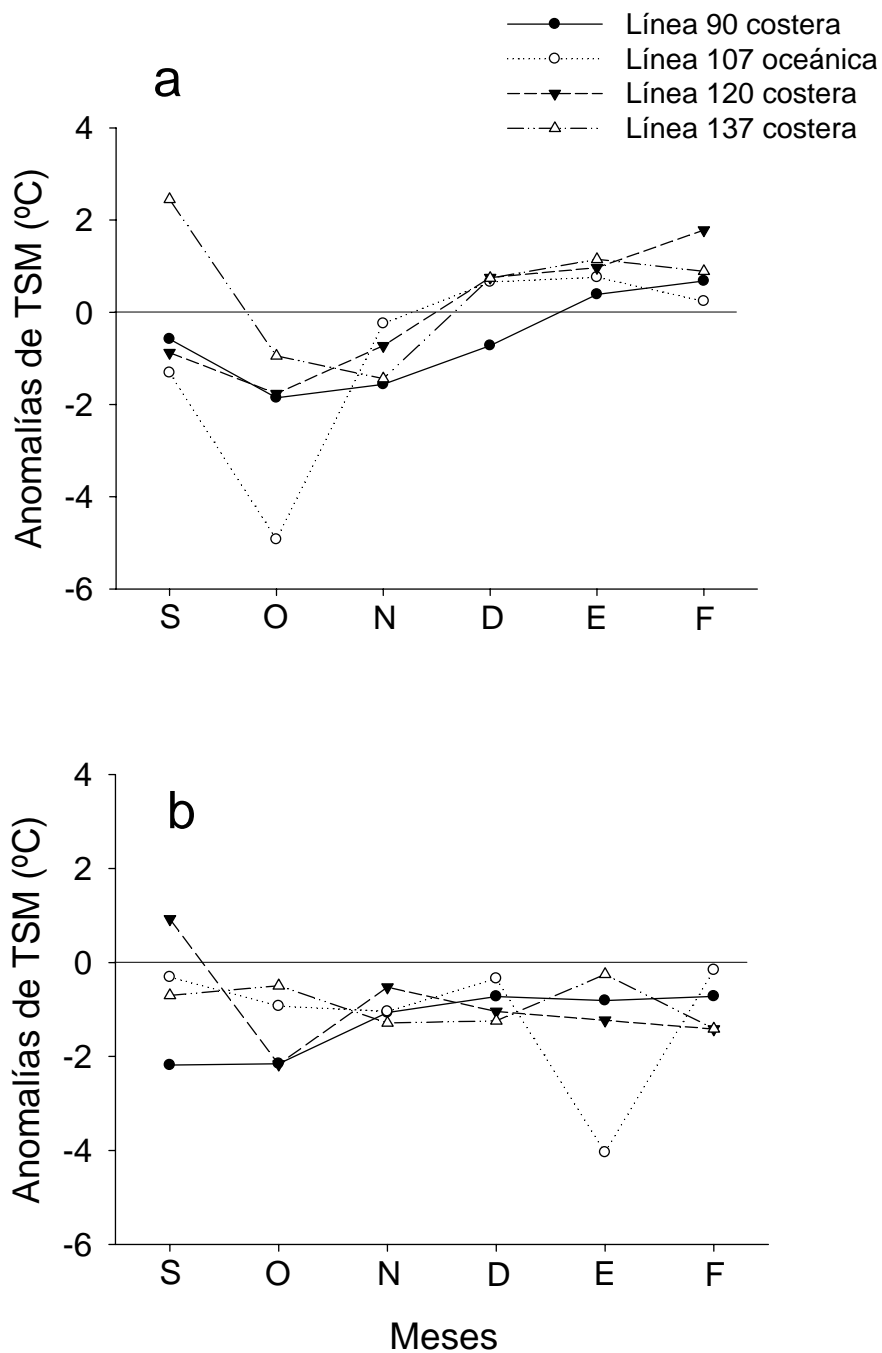 Línea 90 costera
Línea 107 oceánica
Línea 120 costera
Línea 137 costera
a
Anomalías de TSM (ºC)
4
2
0
-2
-4
-6
S O N D E F
b
Anomalías de TSM (ºC)
4
2
0
-2
-4
-6
S O N D E F
Meses